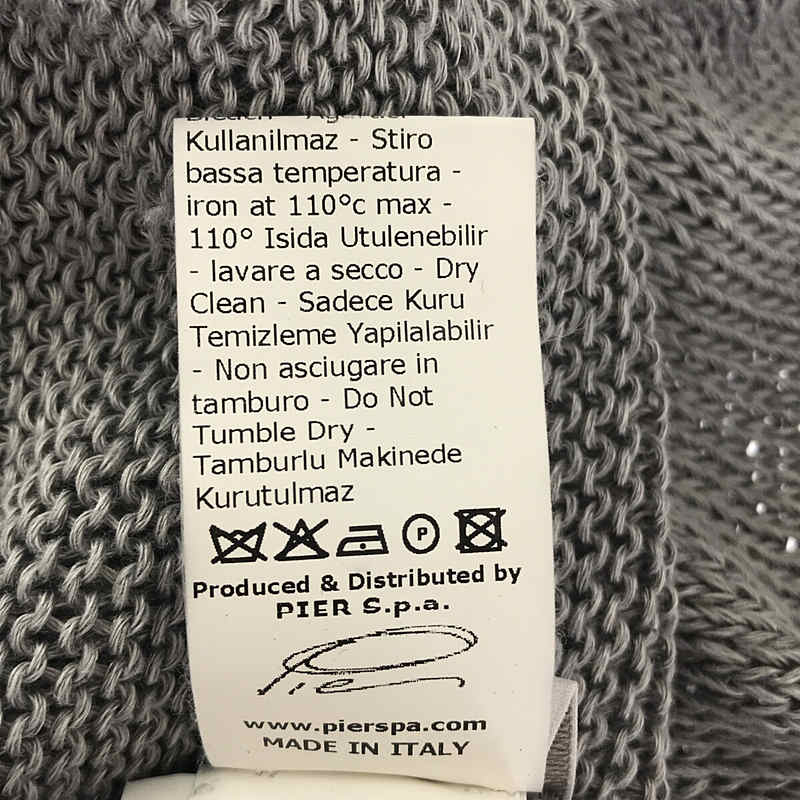 Kullanilmaz - Stiro
bassa temperatura -
iron at 110°c max -
110° Isida Utulenebilir
- lavare a secco - Dry
Clean - Sadece Kuru
Temizleme Yapilalabilir
- Non asciugare in
tamburo - Do Not
Tumble Dry -
Tamburlu Makinede
Kurutulmaz
P
Produced & Distributed by
PIER S.p.a.
Pier
www.pierspa.com
MADE IN ITALY